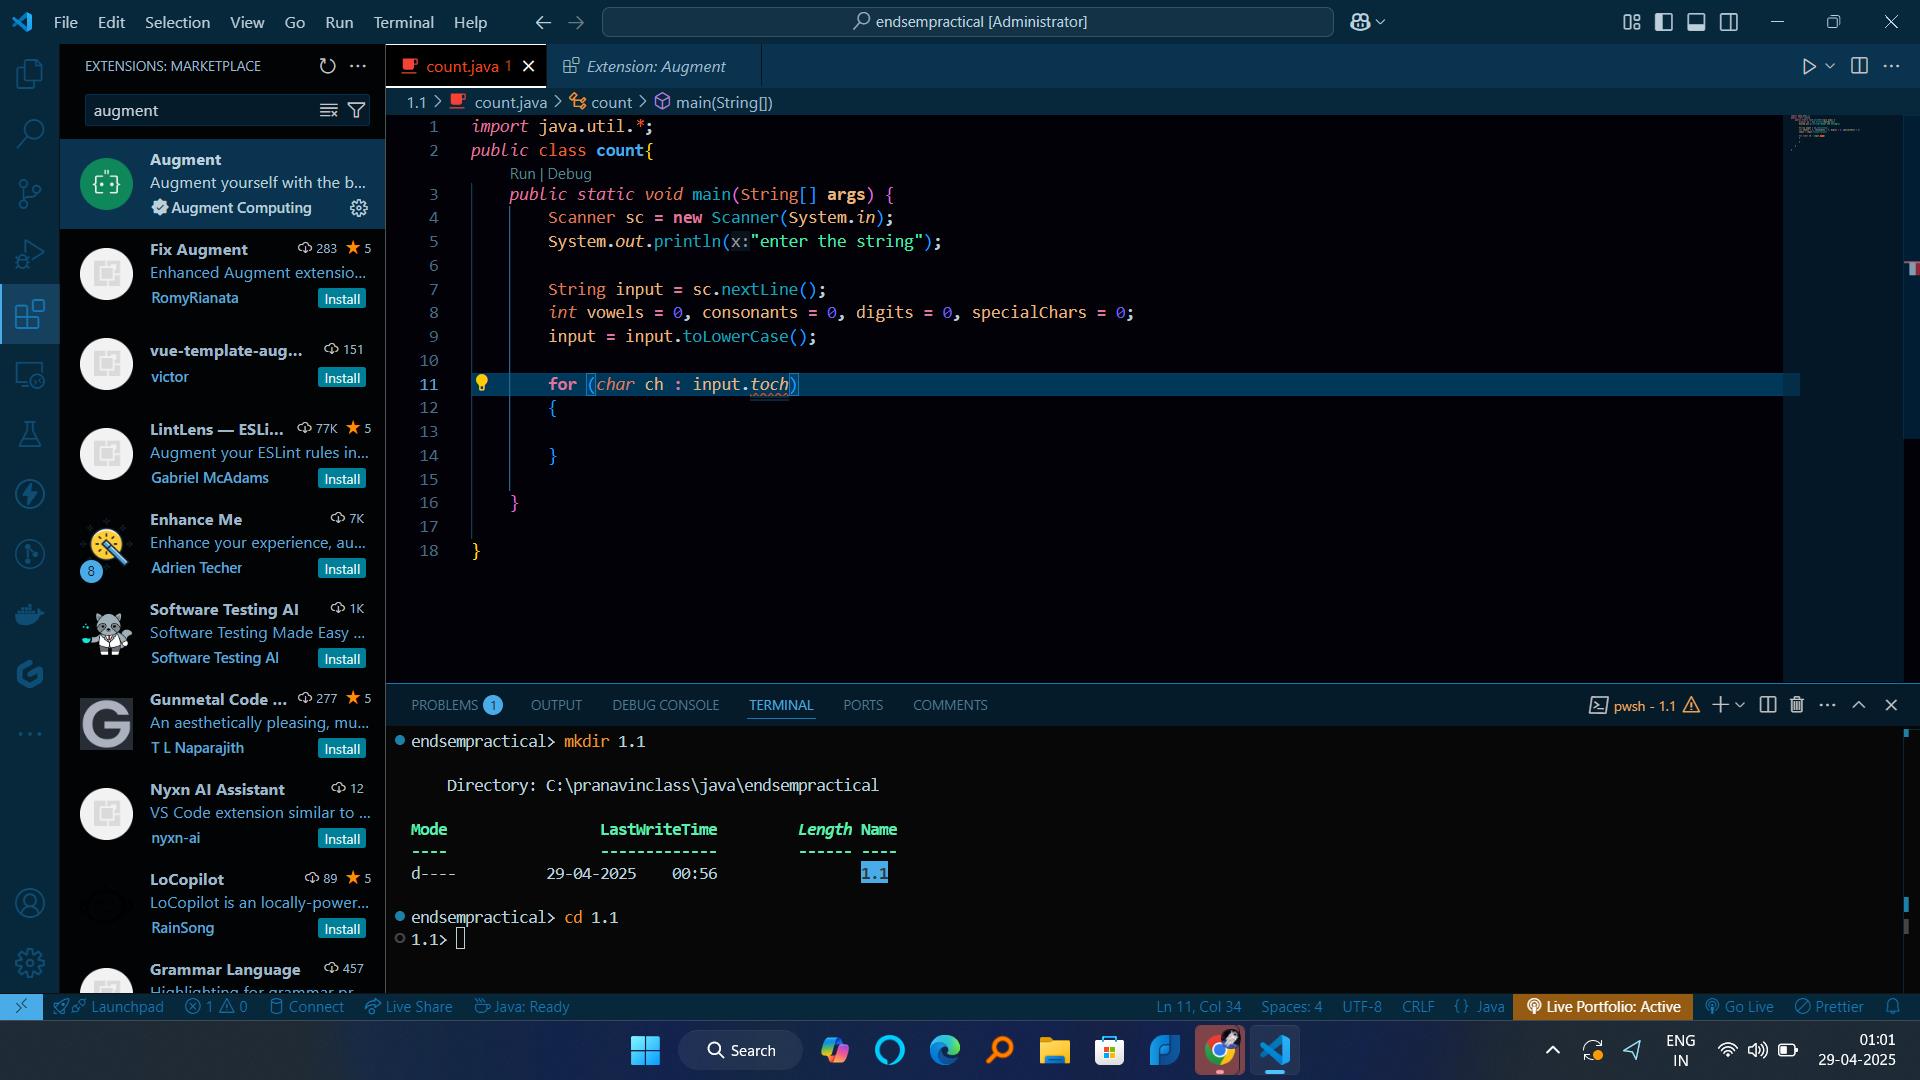 File Edit Selection View Go Run Terminal Help
endsempractical [Administrator]
EXTENSIONS: MARKETPLACE
augment
Augment
Augment yourself with the b...
Augment Computing
Fix Augment 283 5
Enhanced Augment extensio...
RomyRianata Install
vue-template-aug... 151
victor Install
LintLens — ESLi... 77K 5
Augment your ESLint rules in...
Gabriel McAdams Install
Enhance Me 7K
Enhance your experience, au...
8 Adrien Techer Install
Software Testing AI 1K
Software Testing Made Easy ...
Software Testing AI Install
Gunmetal Code ... 277 5
An aesthetically pleasing, mu...
T L Naparajith Install
Nyxn AI Assistant 12
VS Code extension similar to ...
nyxn-ai Install
LoCopilot 89 5
LoCopilot is an locally-power...
RainSong Install
Grammar Language 457
count.java 1
Extension: Augment
1.1 > count.java > count > main(String[])
1 import java.util.*;
2 public class count{
Run | Debug
3 public static void main(String[] args) {
4 Scanner sc = new Scanner(System.in);
5 System.out.println(x:"enter the string");
6
7 String input = sc.nextLine();
8 int vowels = 0, consonants = 0, digits = 0, specialChars = 0;
9 input = input.toLowerCase();
10
11 for (char ch : input.toch)
12 {
13
14 }
15
16 }
17
18 }
PROBLEMS 1 OUTPUT DEBUG CONSOLE TERMINAL PORTS COMMENTS
pwsh - 1.1
endsempractical> mkdir 1.1
Directory: C:\pranavinclass\java\endsempractical
Mode LastWriteTime Length Name
---- ------------- ------ ----
d---- 29-04-2025 00:56 1.1
endsempractical> cd 1.1
1.1>
Launchpad 1 0 Connect Live Share Java: Ready
Ln 11, Col 34 Spaces: 4 UTF-8 CRLF {} Java Live Portfolio: Active Go Live Prettier
Search
ENG
IN
01:01
29-04-2025